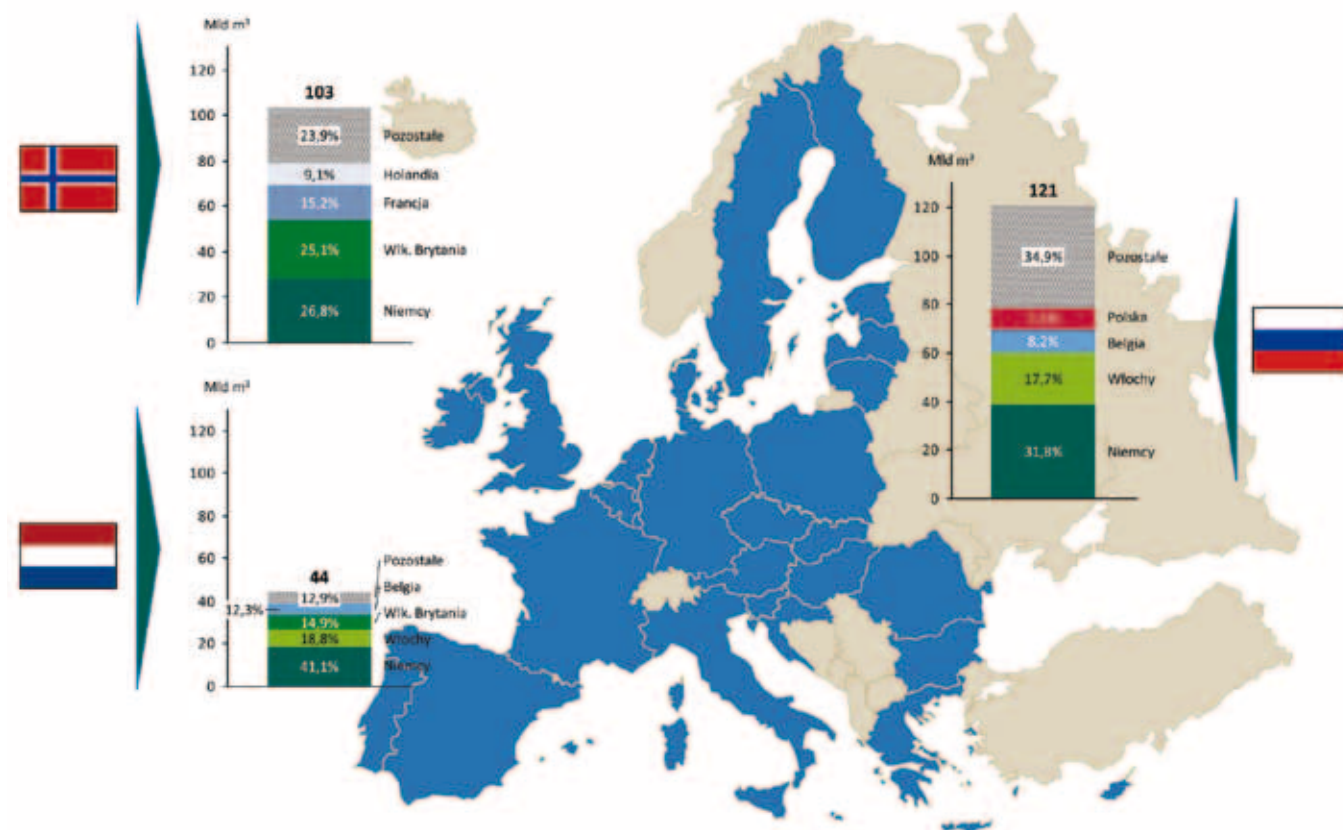 Mld m³
120
100
80
60
40
20
0
103
23,9%
9,1%
15,2%
25,1%
26,8%
Pozostałe
Holandia
Francja
Wlk. Brytania
Niemcy
Mld m³
120
100
80
60
40
20
0
44
12,9%
12,3%
14,9%
18,8%
41,1%
Pozostałe
Belgia
Wlk. Brytania
Włochy
Niemcy
Mld m³
120
100
80
60
40
20
0
121
34,9%
8,2%
17,7%
31,8%
Pozostałe
Polska
Belgia
Włochy
Niemcy